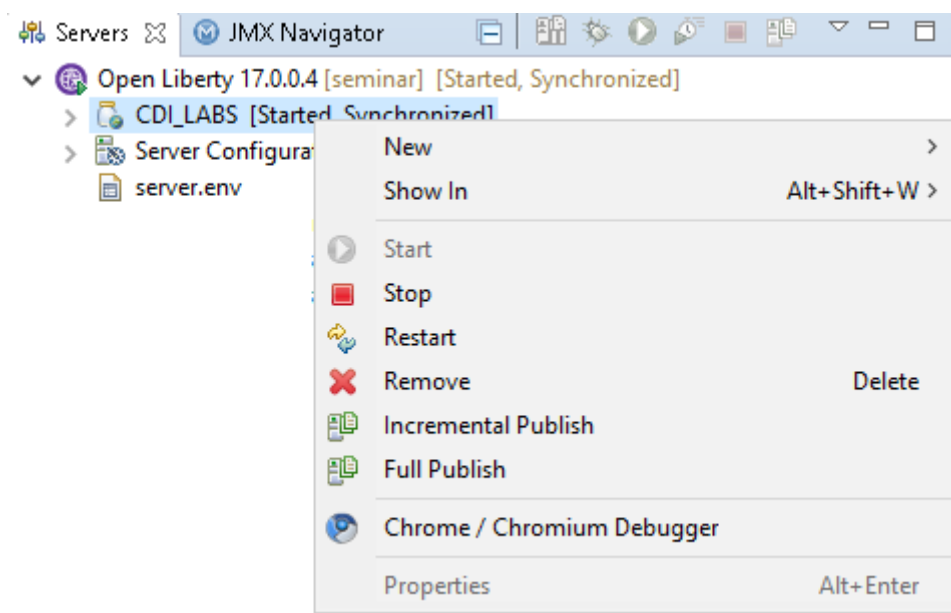 Servers JMX Navigator
Open Liberty 17.0.0.4 [seminar] [Started, Synchronized]
CDI_LABS [Started, Synchronized]
Server Configura
server.env
New
Show In Alt+Shift+W
Start
Stop
Restart
Remove Delete
Incremental Publish
Full Publish
Chrome / Chromium Debugger
Properties Alt+Enter